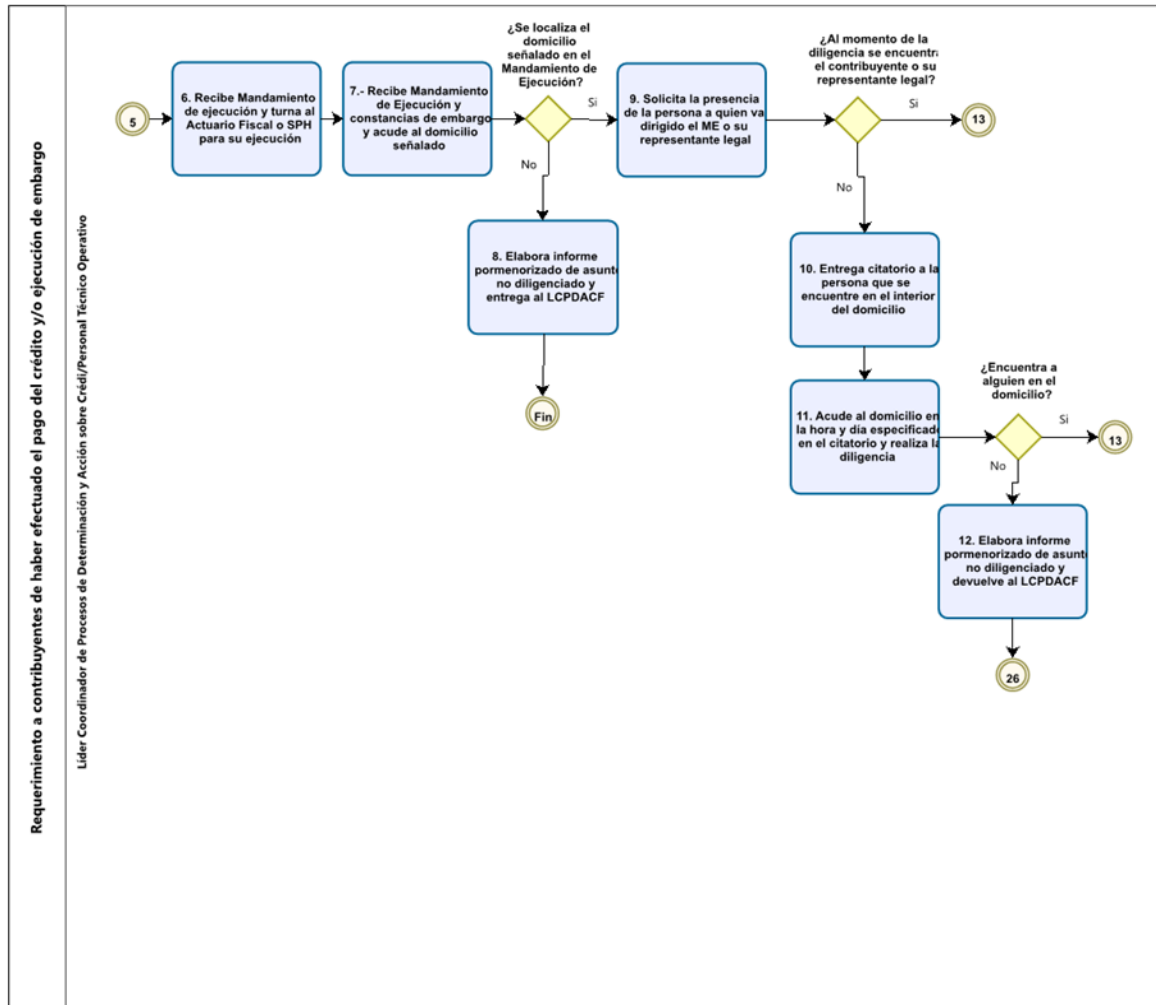 Requerimiento a contribuyentes de haber efectuado el pago del crédito y/o ejecución de embargo
Lider Coordinador de Procesos de Determinación y Acción sobre Crédi/Personal Técnico Operativo
5
6. Recibe Mandamiento
de ejecución y turna al
Actuario Fiscal o SPH
para su ejecución
7.- Recibe Mandamiento
de Ejecución y
constancias de embargo
y acude al domicilio
señalado
¿Se localiza el
domicilio
señalado en el
Mandamiento de
Ejecución?
Si
No
8. Elabora informe
pormenorizado de asunt
no diligenciado y
entrega al LCPDACF
Fin
9. Solicita la presencia
de la persona a quien va
dirigido el ME o su
representante legal
¿Al momento de la
diligencia se encuentra
el contribuyente o su
representante legal?
Si
13
No
10. Entrega citatorio a la
persona que se
encuentre en el interior
del domicilio
11. Acude al domicilio en
la hora y día especificad
en el citatorio y realiza la
diligencia
¿Encuentra a
alguien en el
domicilio?
Si
13
No
12. Elabora informe
pormenorizado de asunt
no diligenciado y
devuelve al LCPDACF
26